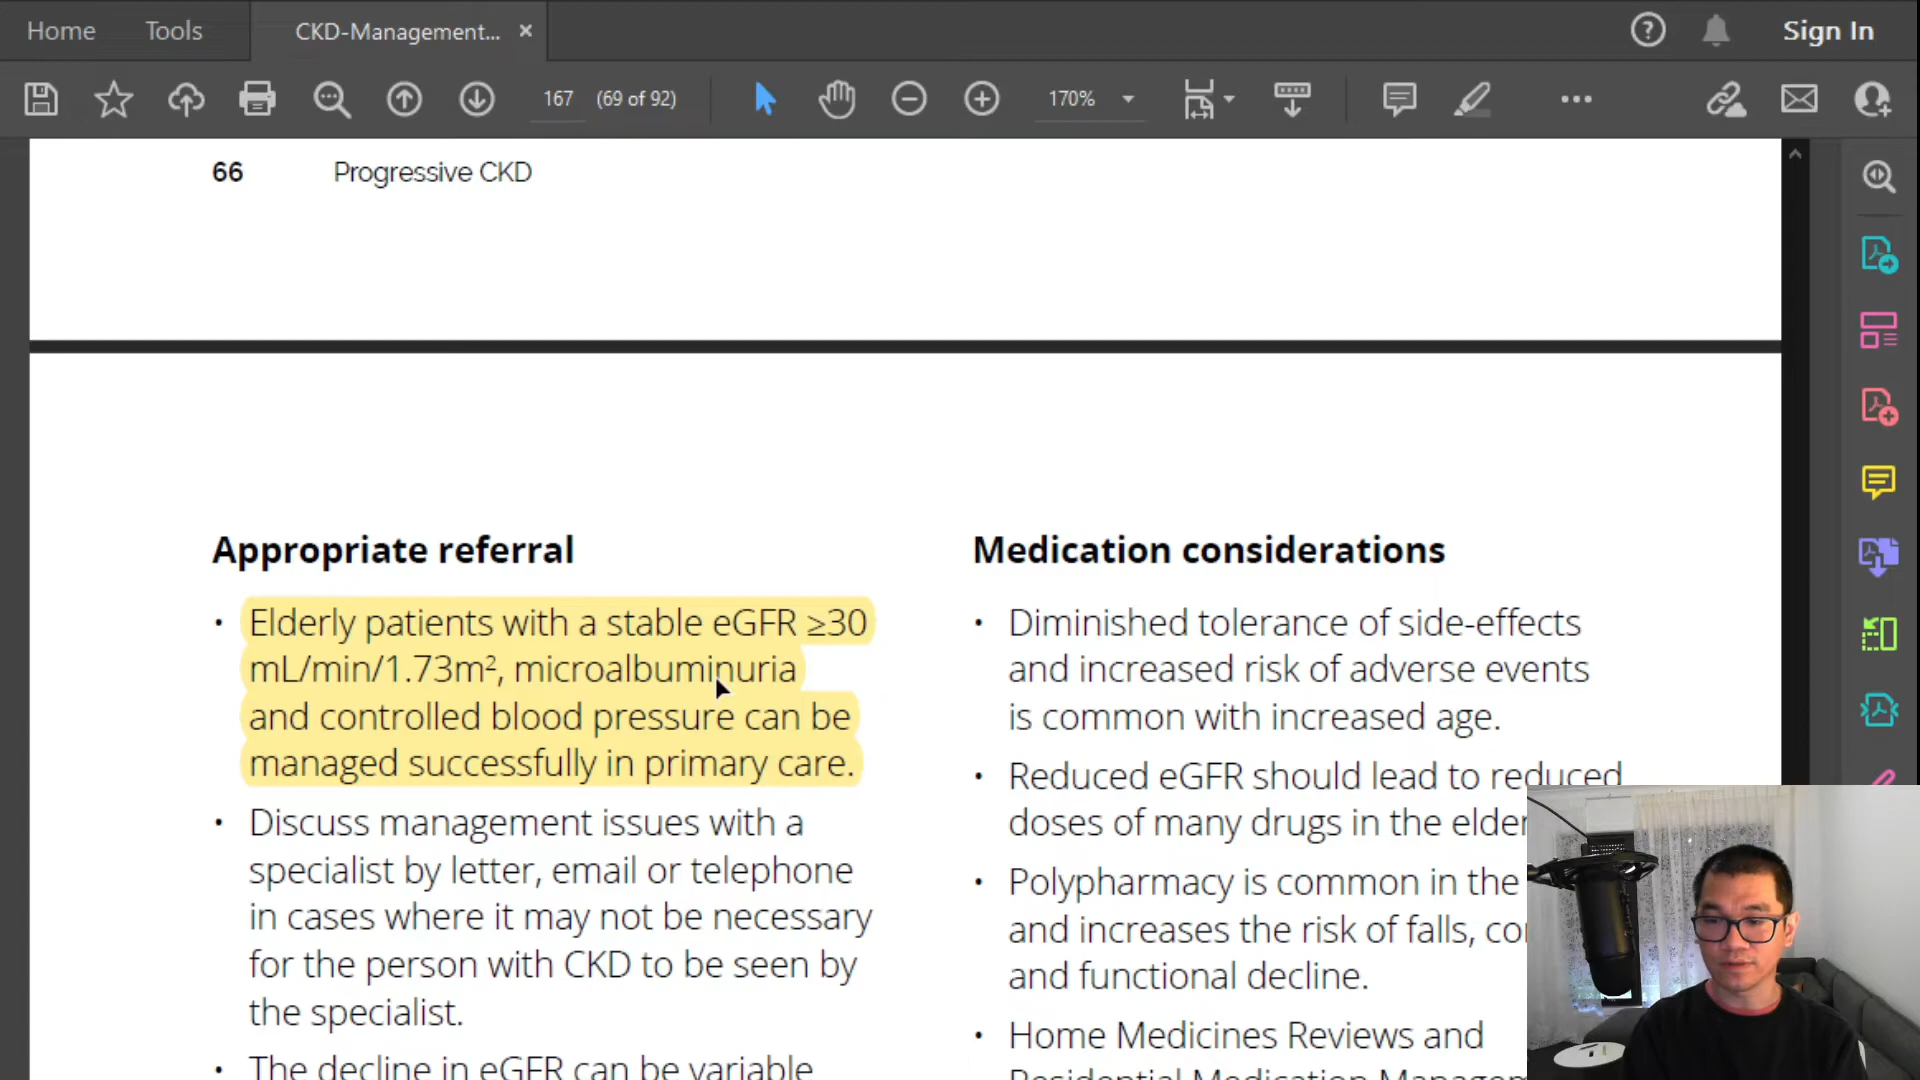 Home Tools CKD-Management... ×
Sign In
167 (69 of 92) 170%
66 Progressive CKD
Appropriate referral
• Elderly patients with a stable eGFR ≥30
mL/min/1.73m², microalbuminuria
and controlled blood pressure can be
managed successfully in primary care.
• Discuss management issues with a
specialist by letter, email or telephone
in cases where it may not be necessary
for the person with CKD to be seen by
the specialist.
• The decline in eGFR can be variable
Medication considerations
• Diminished tolerance of side-effects
and increased risk of adverse events
is common with increased age.
• Reduced eGFR should lead to reduced
doses of many drugs in the elder
• Polypharmacy is common in the
and increases the risk of falls, co
and functional decline.
• Home Medicines Reviews and
Residential Medication Managem